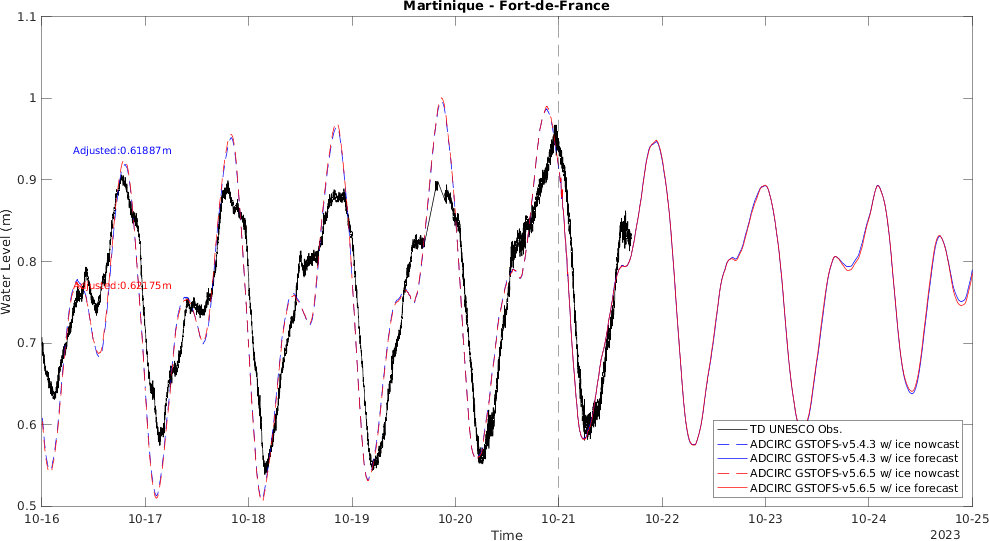 Martinique - Fort-de-France
1.1
1
0.9
0.8
0.7
0.6
0.5
Water Level (m)
Adjusted:0.61887m
Adjusted:0.62175m
TD UNESCO Obs.
ADCIRC GSTOFS-v5.4.3 w/ ice nowcast
ADCIRC GSTOFS-v5.4.3 w/ ice forecast
ADCIRC GSTOFS-v5.6.5 w/ ice nowcast
ADCIRC GSTOFS-v5.6.5 w/ ice forecast
10-16 10-17 10-18 10-19 10-20 10-21 10-22 10-23 10-24 10-25
Time
2023